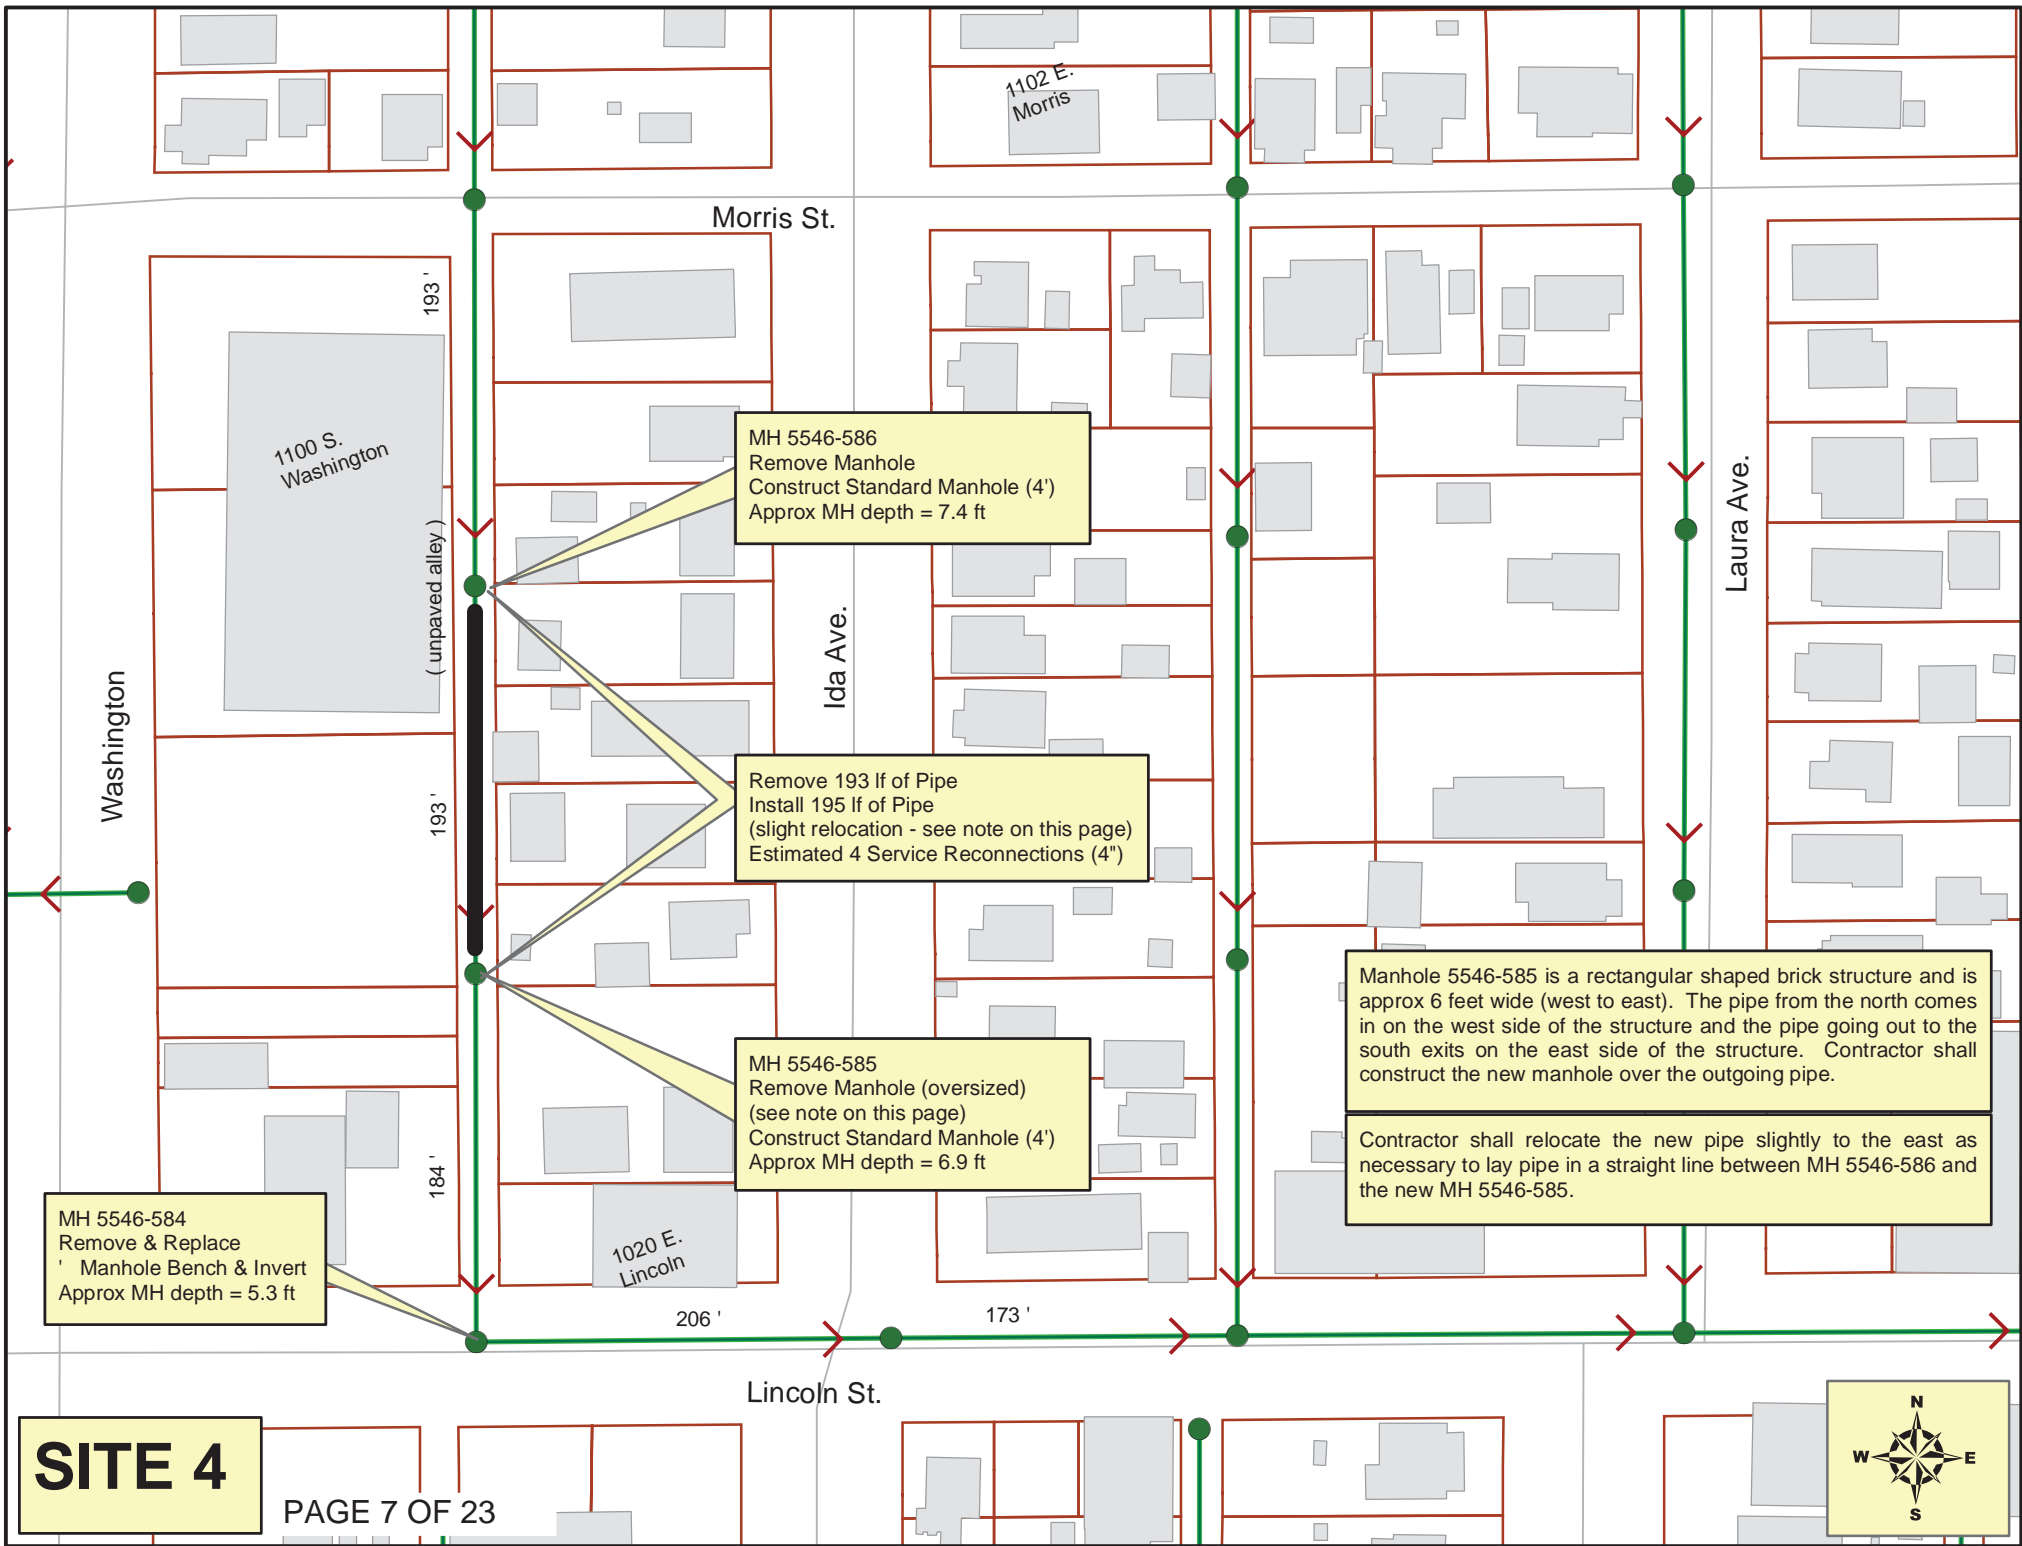 1102 E.
Morris
Morris St.
193 '
1100 S.
Washington
( unpaved alley )
MH 5546-586
Remove Manhole
Construct Standard Manhole (4')
Approx MH depth = 7.4 ft
Laura Ave.
Ida Ave.
Washington
193 '
Remove 193 lf of Pipe
Install 195 lf of Pipe
(slight relocation - see note on this page)
Estimated 4 Service Reconnections (4")
Manhole 5546-585 is a rectangular shaped brick structure and is
approx 6 feet wide (west to east). The pipe from the north comes
in on the west side of the structure and the pipe going out to the
south exits on the east side of the structure. Contractor shall
construct the new manhole over the outgoing pipe.
MH 5546-585
Remove Manhole (oversized)
(see note on this page)
Construct Standard Manhole (4')
Approx MH depth = 6.9 ft
Contractor shall relocate the new pipe slightly to the east as
necessary to lay pipe in a straight line between MH 5546-586 and
the new MH 5546-585.
184 '
MH 5546-584
Remove & Replace
' Manhole Bench & Invert
Approx MH depth = 5.3 ft
1020 E.
Lincoln
206 '
173 '
Lincoln St.
SITE 4
PAGE 7 OF 23
N
W E
S